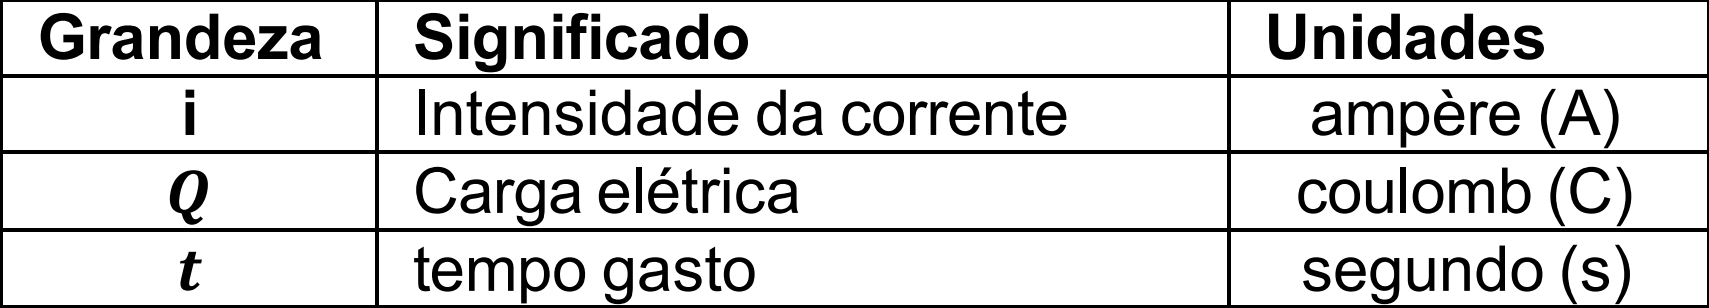 Grandeza Significado Unidades
i Intensidade da corrente ampère (A)
Q Carga elétrica coulomb (C)
t tempo gasto segundo (s)